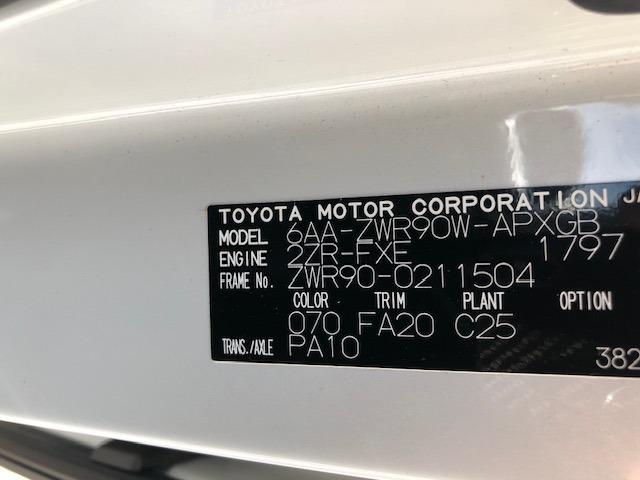 TOYOTA MOTOR CORPORATION JA
MODEL 6AA-ZWR90W-APXGB
ENGINE 2ZR-FXE 1797
FRAME No. ZWR90-0211504
COLOR TRIM PLANT OPTION
070 FA20 C25
TRANS./AXLE PA10
382